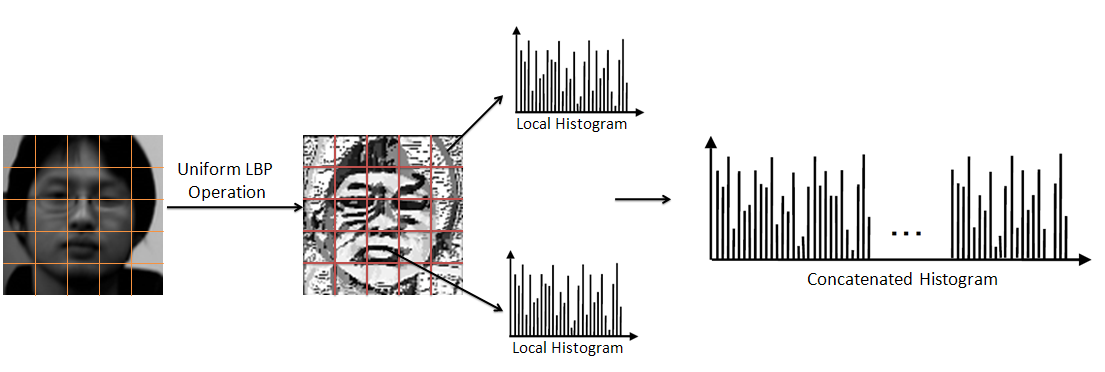 Uniform LBP
Operation
Local Histogram
Local Histogram
...
Concatenated Histogram